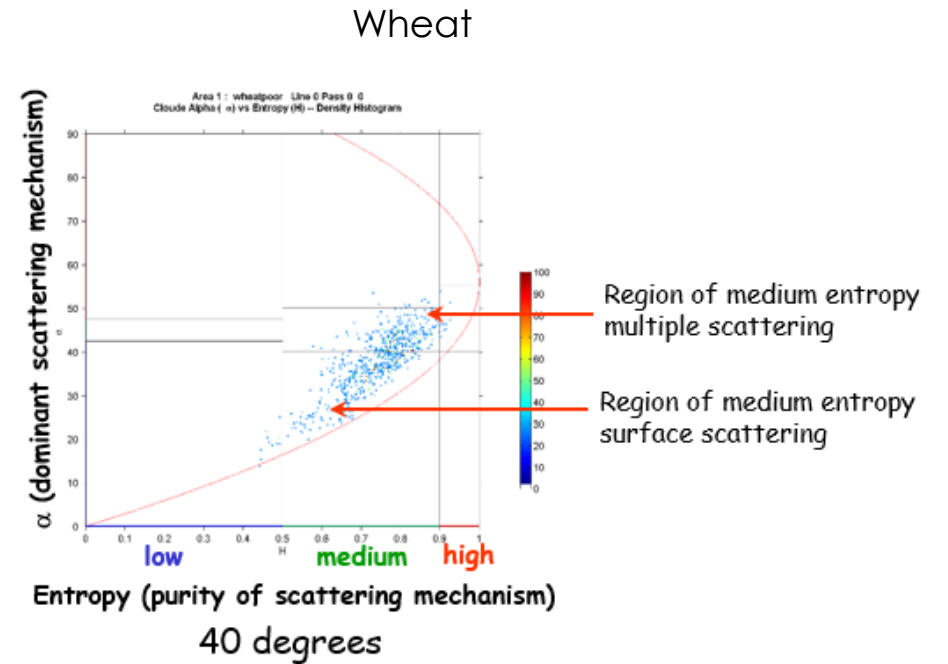 Wheat
Area 1 : wheatpoor Line 0 Pass 0 0
Cloude Alpha ( α) vs Entropy (H) -- Density Histogram
α (dominant scattering mechanism)
90
80
70
60
50
40
30
20
10
0
α
0 0.1 0.2 0.3 0.4 0.5 0.6 0.7 0.8 0.9 1
H
low medium high
Entropy (purity of scattering mechanism)
40 degrees
100
90
80
70
60
50
40
30
20
10
0
Region of medium entropy
multiple scattering
Region of medium entropy
surface scattering